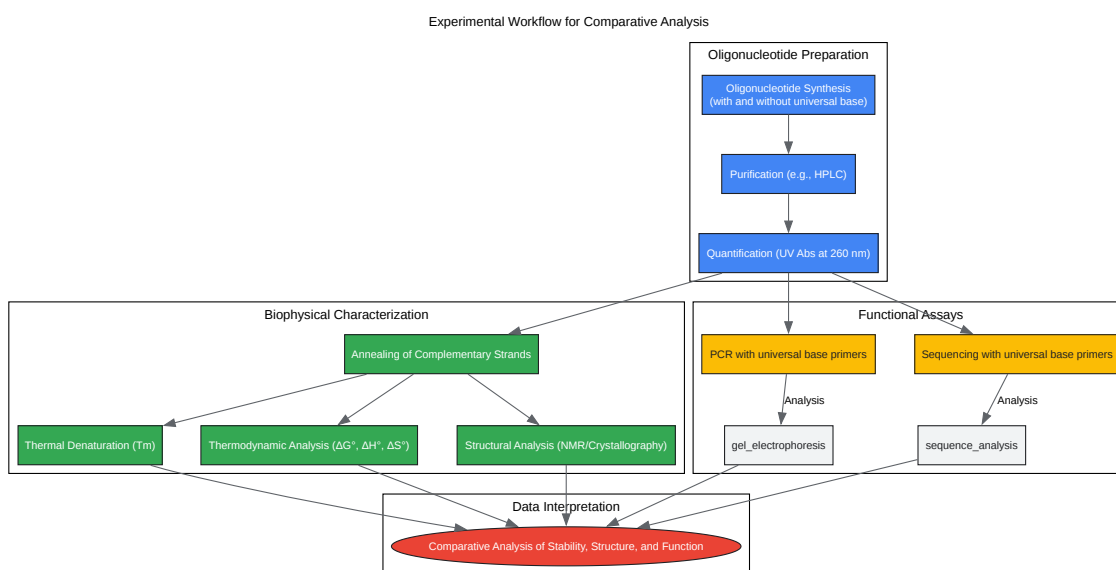 Experimental Workflow for Comparative Analysis
Oligonucleotide Preparation
Oligonucleotide Synthesis
(with and without universal base)
Purification (e.g., HPLC)
Quantification (UV Abs at 260 nm)
Biophysical Characterization
Functional Assays
Annealing of Complementary Strands
PCR with universal base primers
Sequencing with universal base primers
Analysis
Analysis
Thermal Denaturation (Tm)
Thermodynamic Analysis (ΔG°, ΔH°, ΔS°)
Structural Analysis (NMR/Crystallography)
gel_electrophoresis
sequence_analysis
Data Interpretation
Comparative Analysis of Stability, Structure, and Function